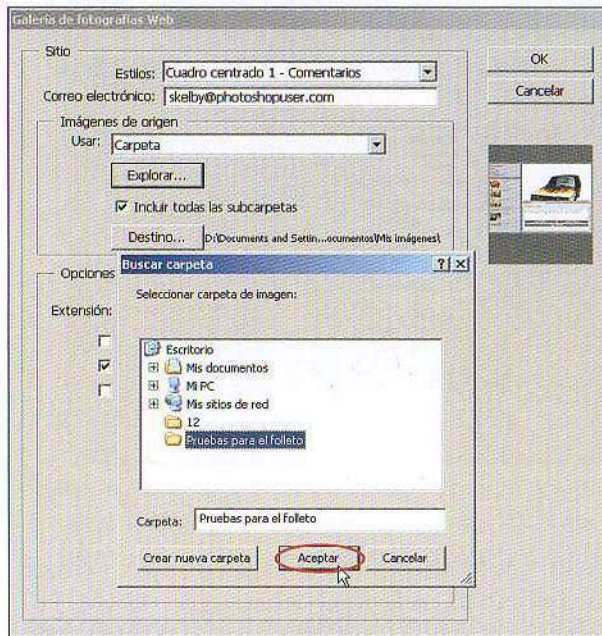 Galería de fotografías Web
Sitio
Estilos: Cuadro centrado 1 - Comentarios
Correo electrónico: skelby@photoshopuser.com
OK
Cancelar
Imágenes de origen
Usar: Carpeta
Explorar...
Incluir todas las subcarpetas
Destino... D:\Documents and Settin...ocumentos\Mis imágenes\
Opciones
Extensión:
Buscar carpeta
Seleccionar carpeta de imagen:
Escritorio
Mis documentos
Mi PC
Mis sitios de red
12
Pruebas para el folleto
Carpeta: Pruebas para el folleto
Crear nueva carpeta Aceptar Cancelar